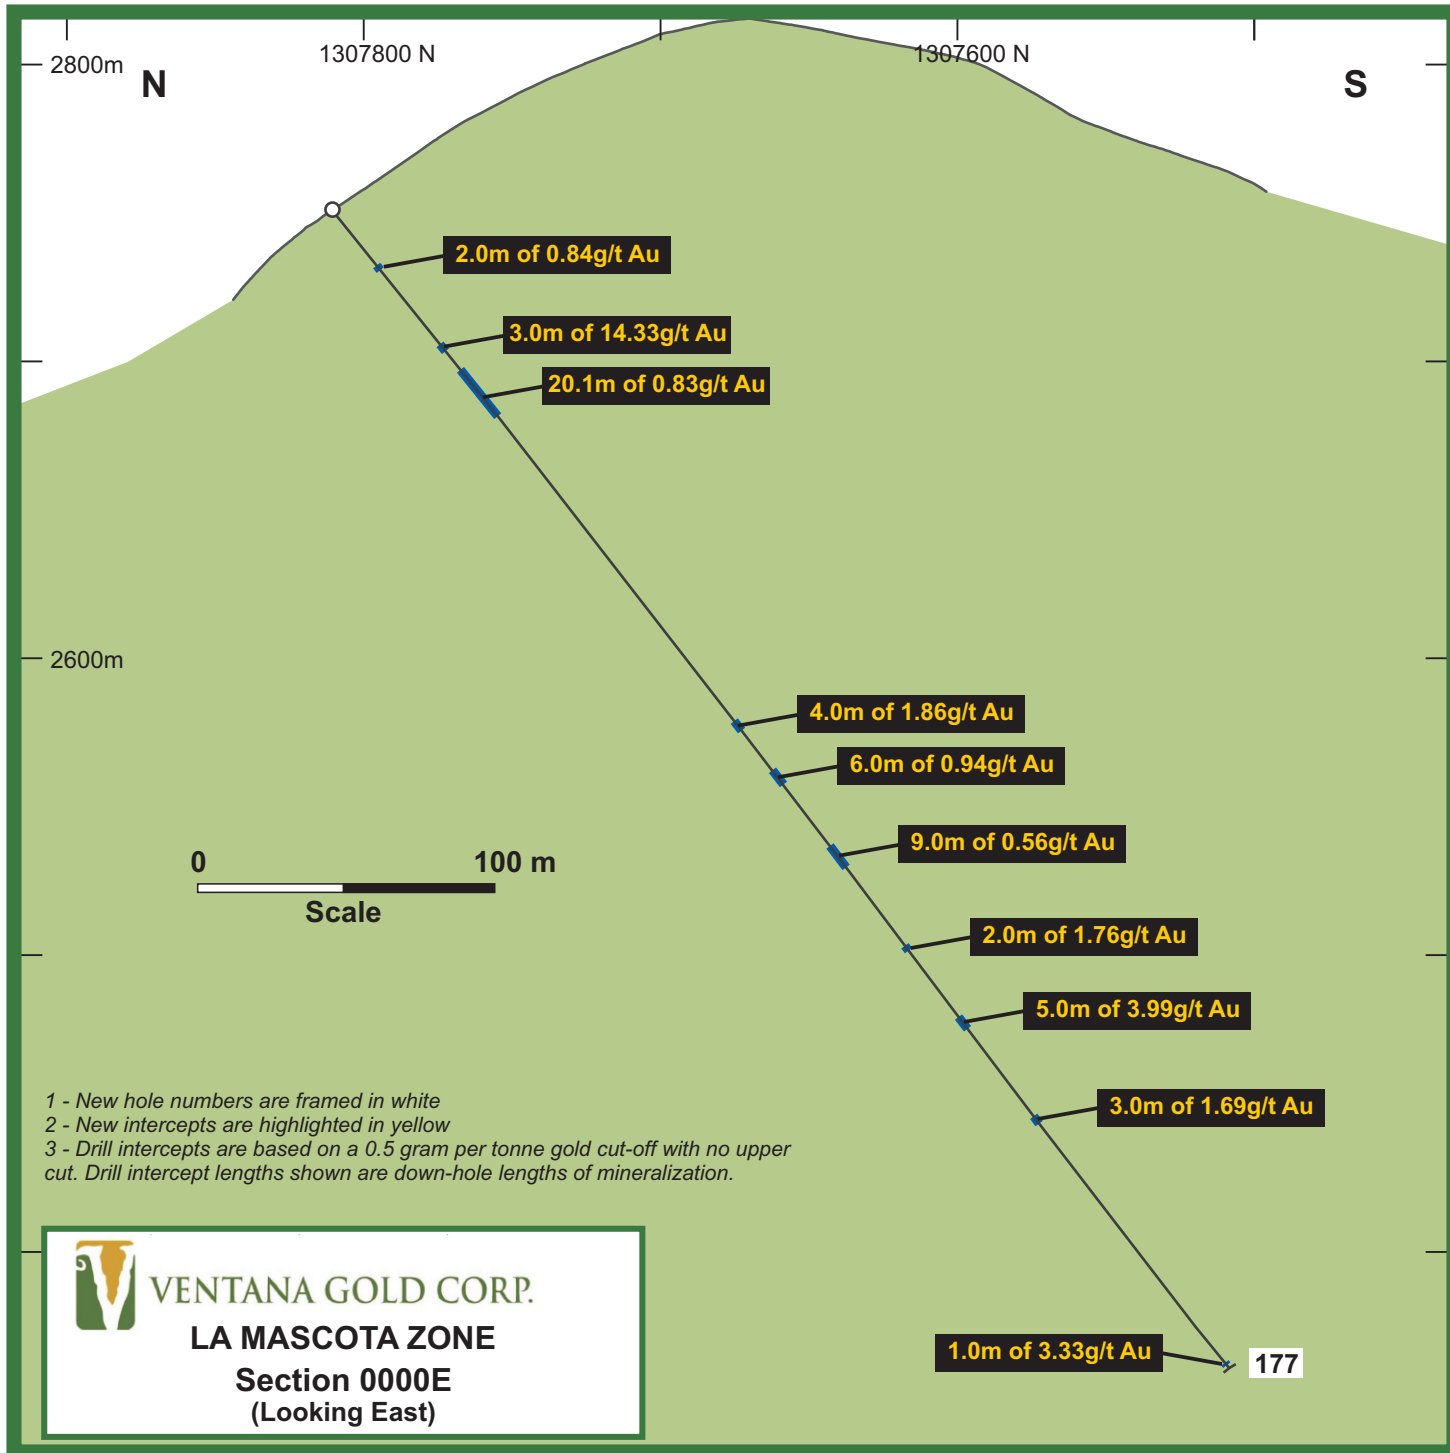 1307800 N
1307600 N
2800m
N
S
2.0m of 0.84g/t Au
3.0m of 14.33g/t Au
20.1m of 0.83g/t Au
2600m
4.0m of 1.86g/t Au
6.0m of 0.94g/t Au
9.0m of 0.56g/t Au
0 100 m
Scale
2.0m of 1.76g/t Au
5.0m of 3.99g/t Au
3.0m of 1.69g/t Au
1 - New hole numbers are framed in white
2 - New intercepts are highlighted in yellow
3 - Drill intercepts are based on a 0.5 gram per tonne gold cut-off with no upper
cut. Drill intercept lengths shown are down-hole lengths of mineralization.
VENTANA GOLD CORP.
LA MASCOTA ZONE
Section 0000E
(Looking East)
1.0m of 3.33g/t Au
177